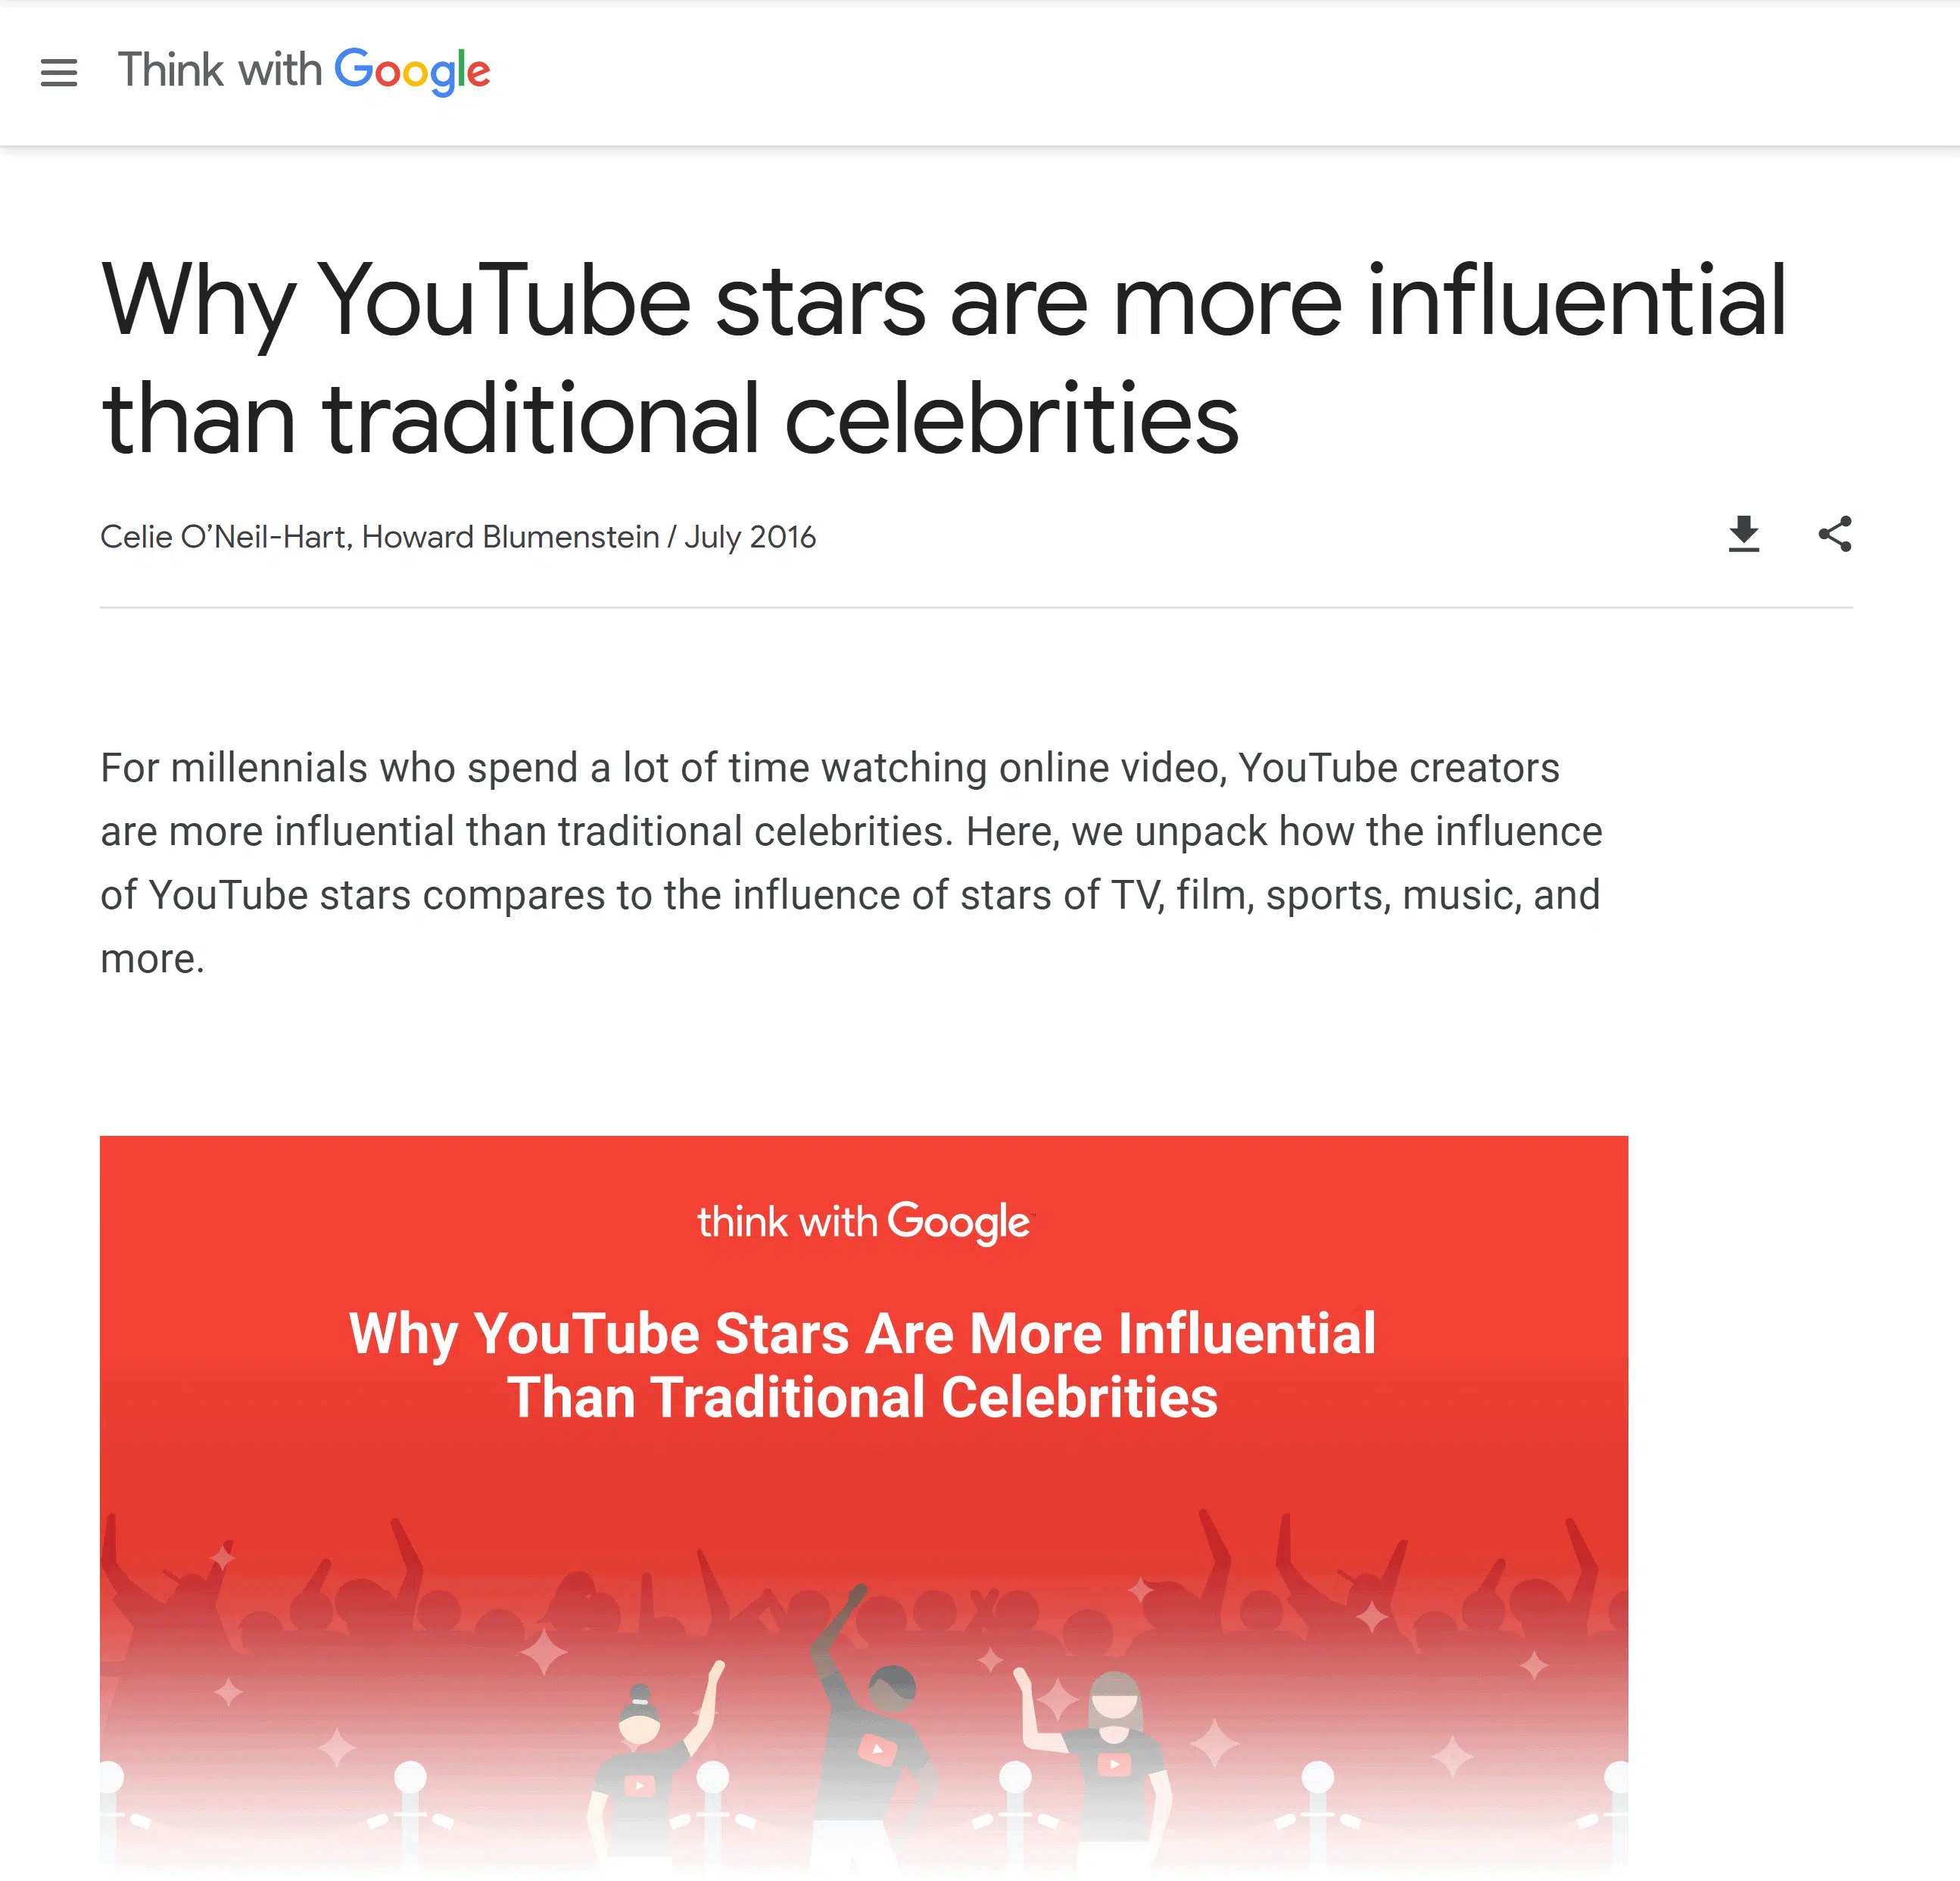 Think with Google
Why YouTube stars are more influential
than traditional celebrities
Celie O’Neil-Hart, Howard Blumenstein / July 2016
For millennials who spend a lot of time watching online video, YouTube creators
are more influential than traditional celebrities. Here, we unpack how the influence
of YouTube stars compares to the influence of stars of TV, film, sports, music, and
more.
think with Google
Why YouTube Stars Are More Influential
Than Traditional Celebrities